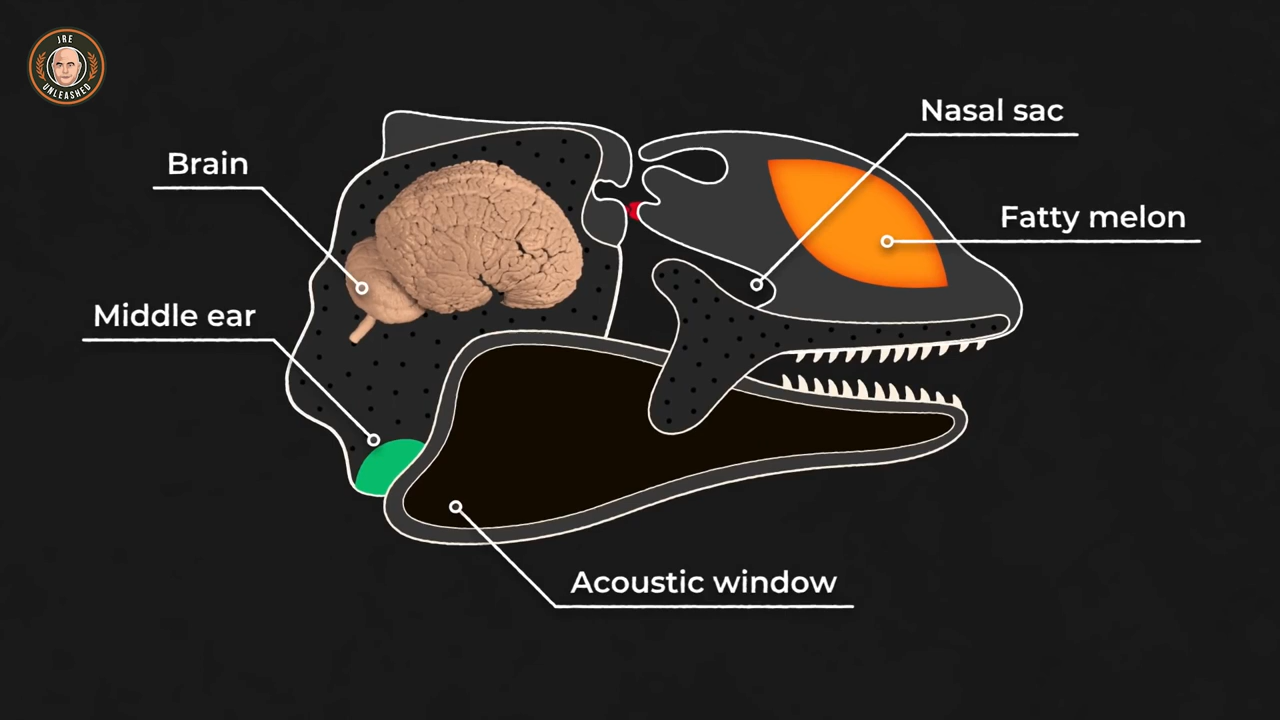 JRE
UNLEASHED
Nasal sac
Brain
Fatty melon
Middle ear
Acoustic window